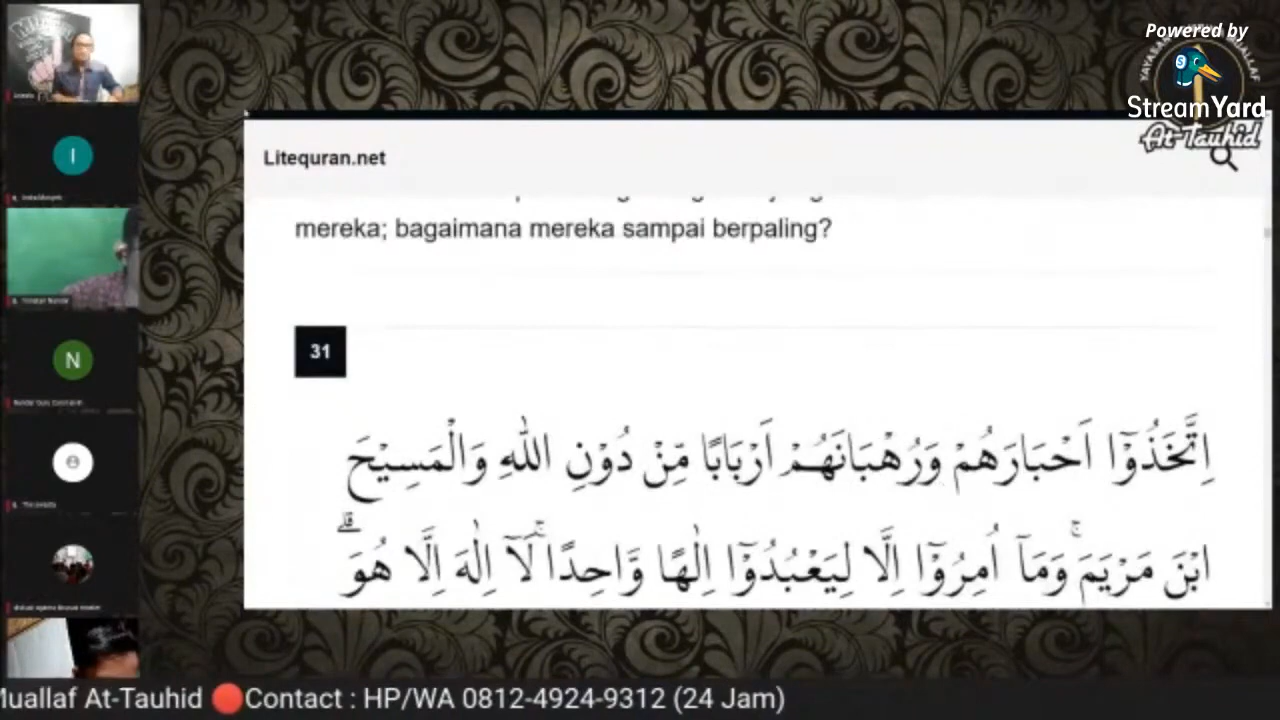 Powered by
StreamYard
At-Tauhid
Litequran.net
mereka; bagaimana mereka sampai berpaling?
31
اِتَّخَذُوْٓا اَحْبَارَهُمْ وَرُهْبَانَهُمْ اَرْبَابًا مِّنْ دُوْنِ اللّٰهِ وَالْمَسِيْحَ
ابْنَ مَرْيَمَۚ وَمَآ اُمِرُوْٓا اِلَّا لِيَعْبُدُوْٓا اِلٰهًا وَّاحِدًاۚ لَآ اِلٰهَ اِلَّا هُوَۗ
I
N
Muallaf At-Tauhid 🔴Contact : HP/WA 0812-4924-9312 (24 Jam)